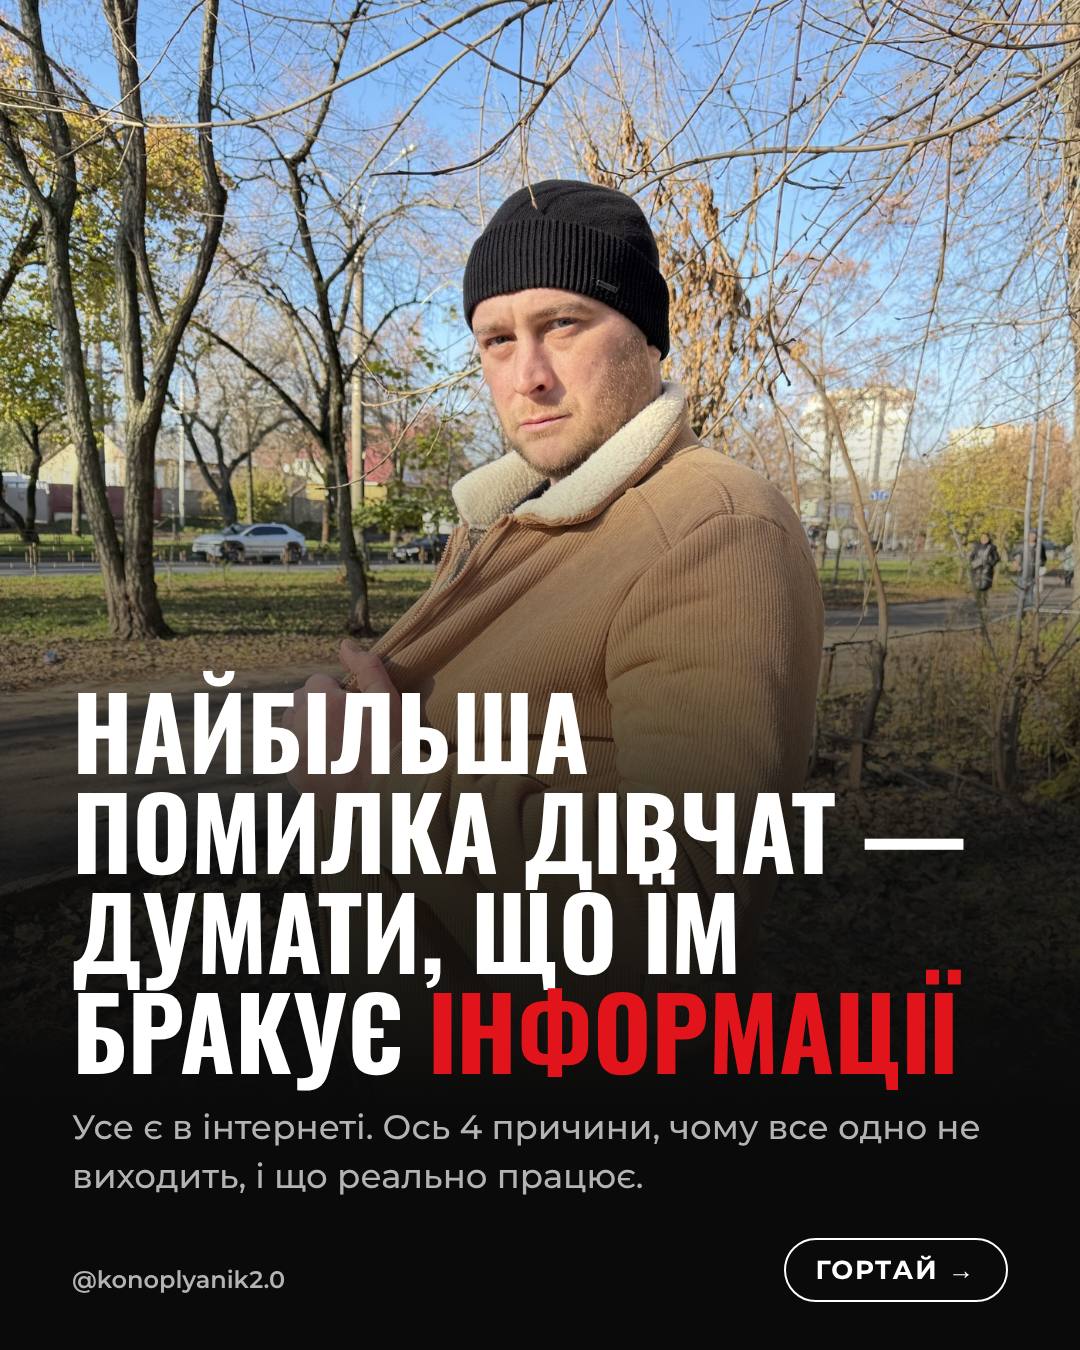 НАЙБІЛЬША
ПОМИЛКА ДІВЧАТ —
ДУМАТИ, ЩО ЇМ
БРАКУЄ ІНФОРМАЦІЇ
Усе є в інтернеті. Ось 4 причини, чому все одно не
виходить, і що реально працює.
@konoplyanik2.0
ГОРТАЙ →